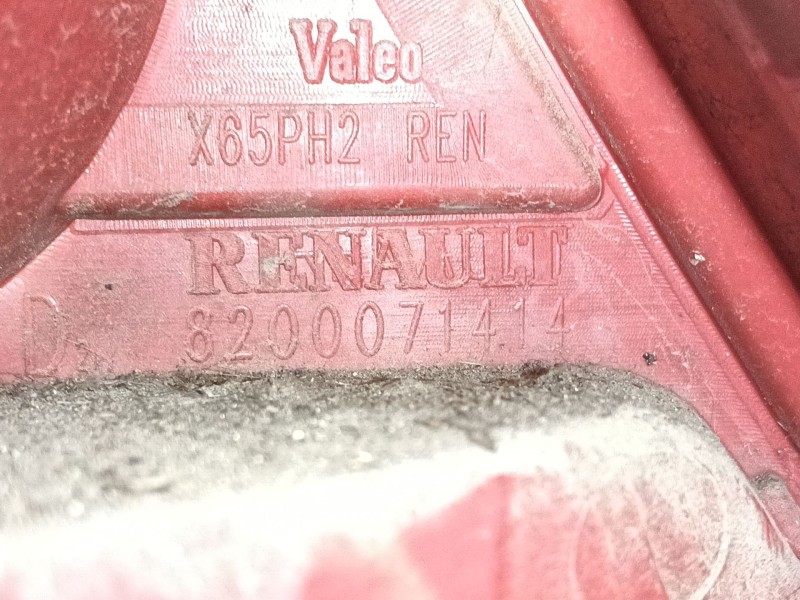 Valeo
X65PH2 REN
RENAULT
D 8200071414